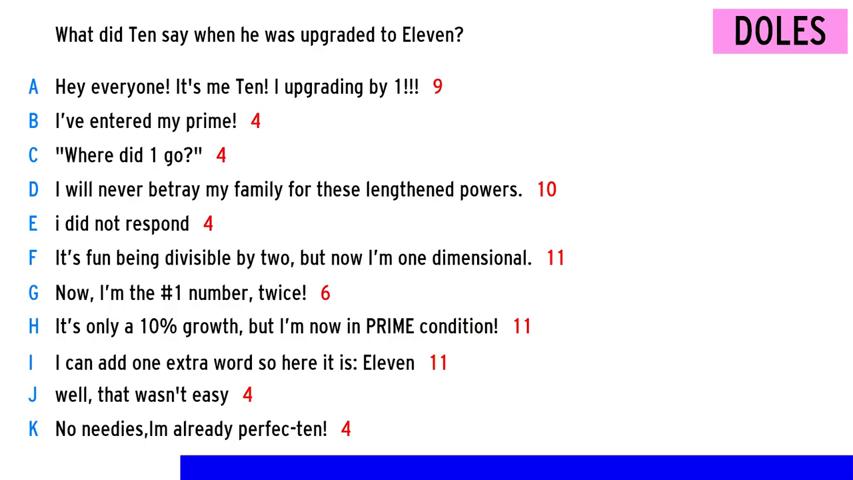 What did Ten say when he was upgraded to Eleven?
DOLES
A Hey everyone! It's me Ten! I upgrading by 1!!! 9
B I’ve entered my prime! 4
C "Where did 1 go?" 4
D I will never betray my family for these lengthened powers. 10
E i did not respond 4
F It’s fun being divisible by two, but now I’m one dimensional. 11
G Now, I’m the #1 number, twice! 6
H It’s only a 10% growth, but I’m now in PRIME condition! 11
I I can add one extra word so here it is: Eleven 11
J well, that wasn't easy 4
K No needies,Im already perfec-ten! 4